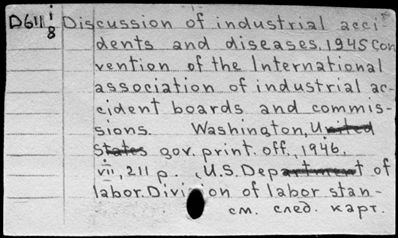 D611 i/8 Discussion of industrial acci-
dents and diseases, 1945 Con
vention of the International
association of industrial ac-
cident boards and commis-
sions. Washington, United
States gov. print. off., 1946.
vii, 211 p. (U.S. Department of
labor. Division of labor stan-
см. след. карт.